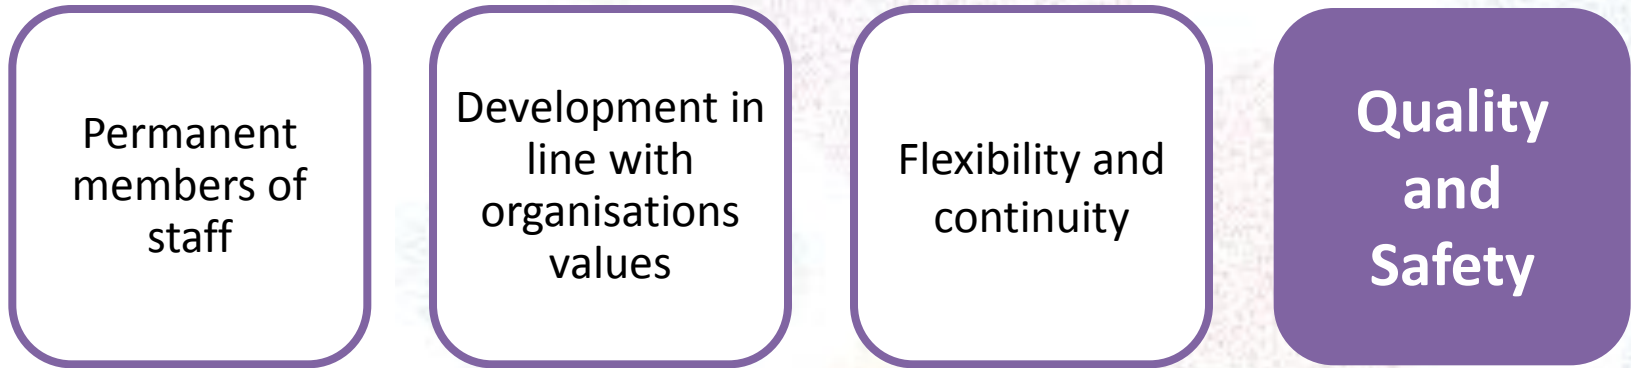 Permanent
members of
staff
Development in
line with
organisations
values
Flexibility and
continuity
Quality
and
Safety